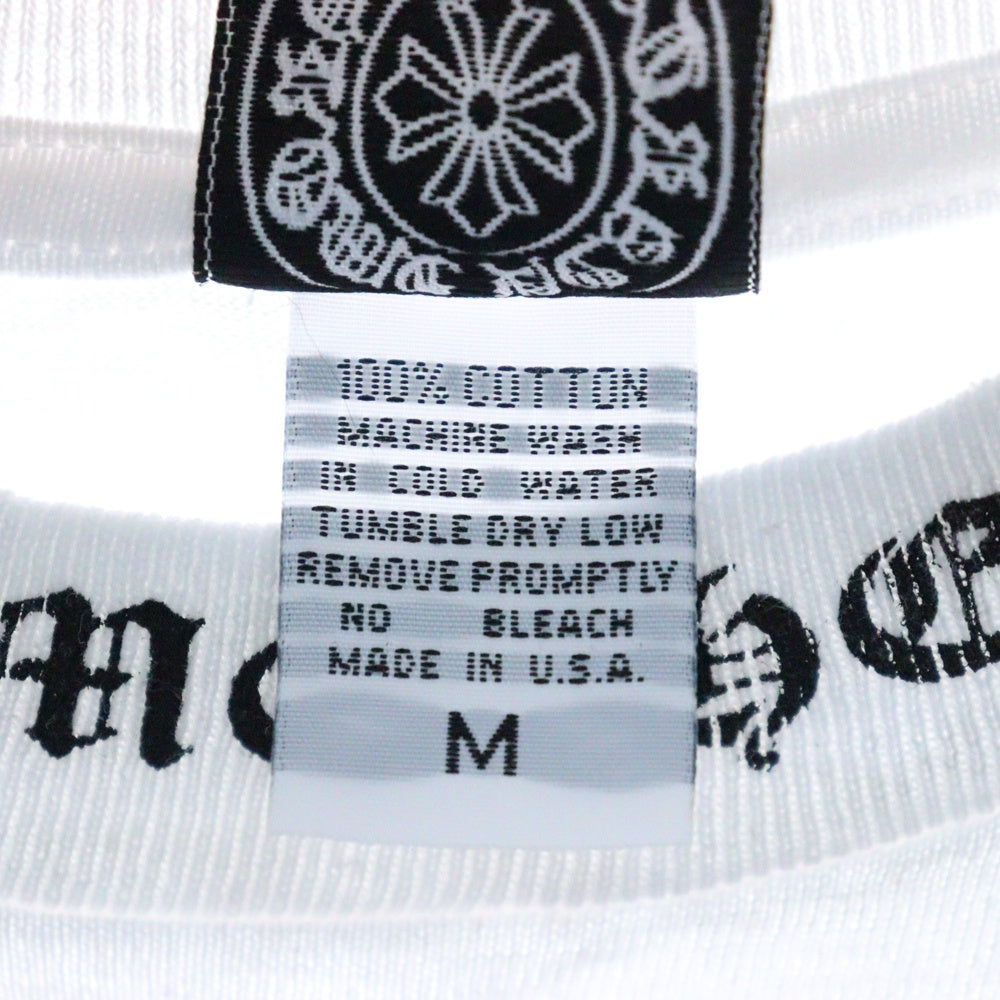 100% COTTON
MACHINE WASH
IN COLD WATER
TUMBLE DRY LOW
REMOVE PROMPTLY
NO BLEACH
MADE IN U.S.A.
M